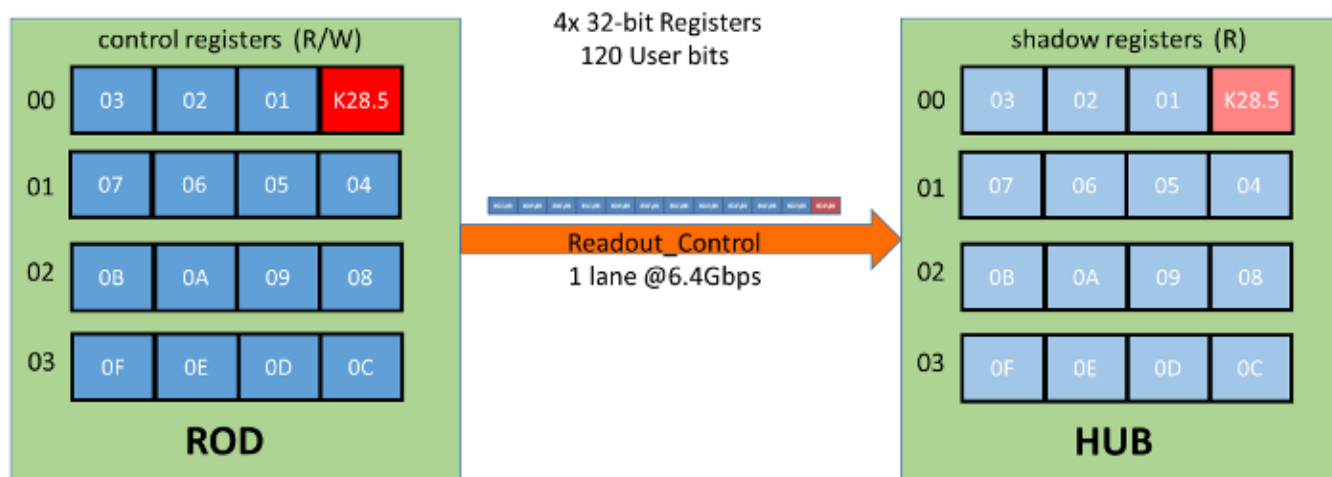 control registers (R/W)
00 03 02 01 K28.5
01 07 06 05 04
02 0B 0A 09 08
03 0F 0E 0D 0C
ROD
4x 32-bit Registers
120 User bits
Readout_Control
1 lane @6.4Gbps
shadow registers (R)
00 03 02 01 K28.5
01 07 06 05 04
02 0B 0A 09 08
03 0F 0E 0D 0C
HUB